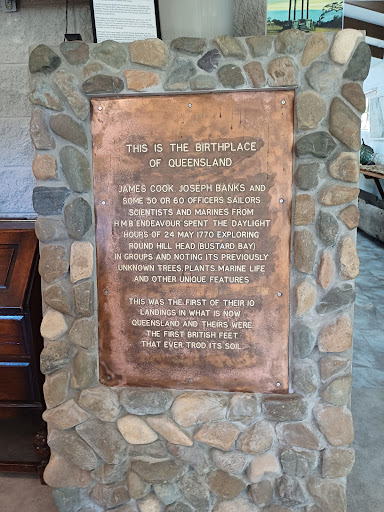 THIS IS THE BIRTHPLACE
OF QUEENSLAND
JAMES COOK JOSEPH BANKS AND
SOME 50 OR 60 OFFICERS SAILORS
SCIENTISTS AND MARINES FROM
H.M.B. ENDEAVOUR SPENT THE DAYLIGHT
HOURS OF 24 MAY 1770 EXPLORING
ROUND HILL HEAD (BUSTARD BAY)
IN GROUPS AND NOTING ITS PREVIOUSLY
UNKNOWN TREES, PLANTS, MARINE LIFE
AND OTHER UNIQUE FEATURES
THIS WAS THE FIRST OF THEIR 10
LANDINGS IN WHAT IS NOW
QUEENSLAND AND THEIRS WERE
THE FIRST BRITISH FEET
THAT EVER TROD ITS SOIL.